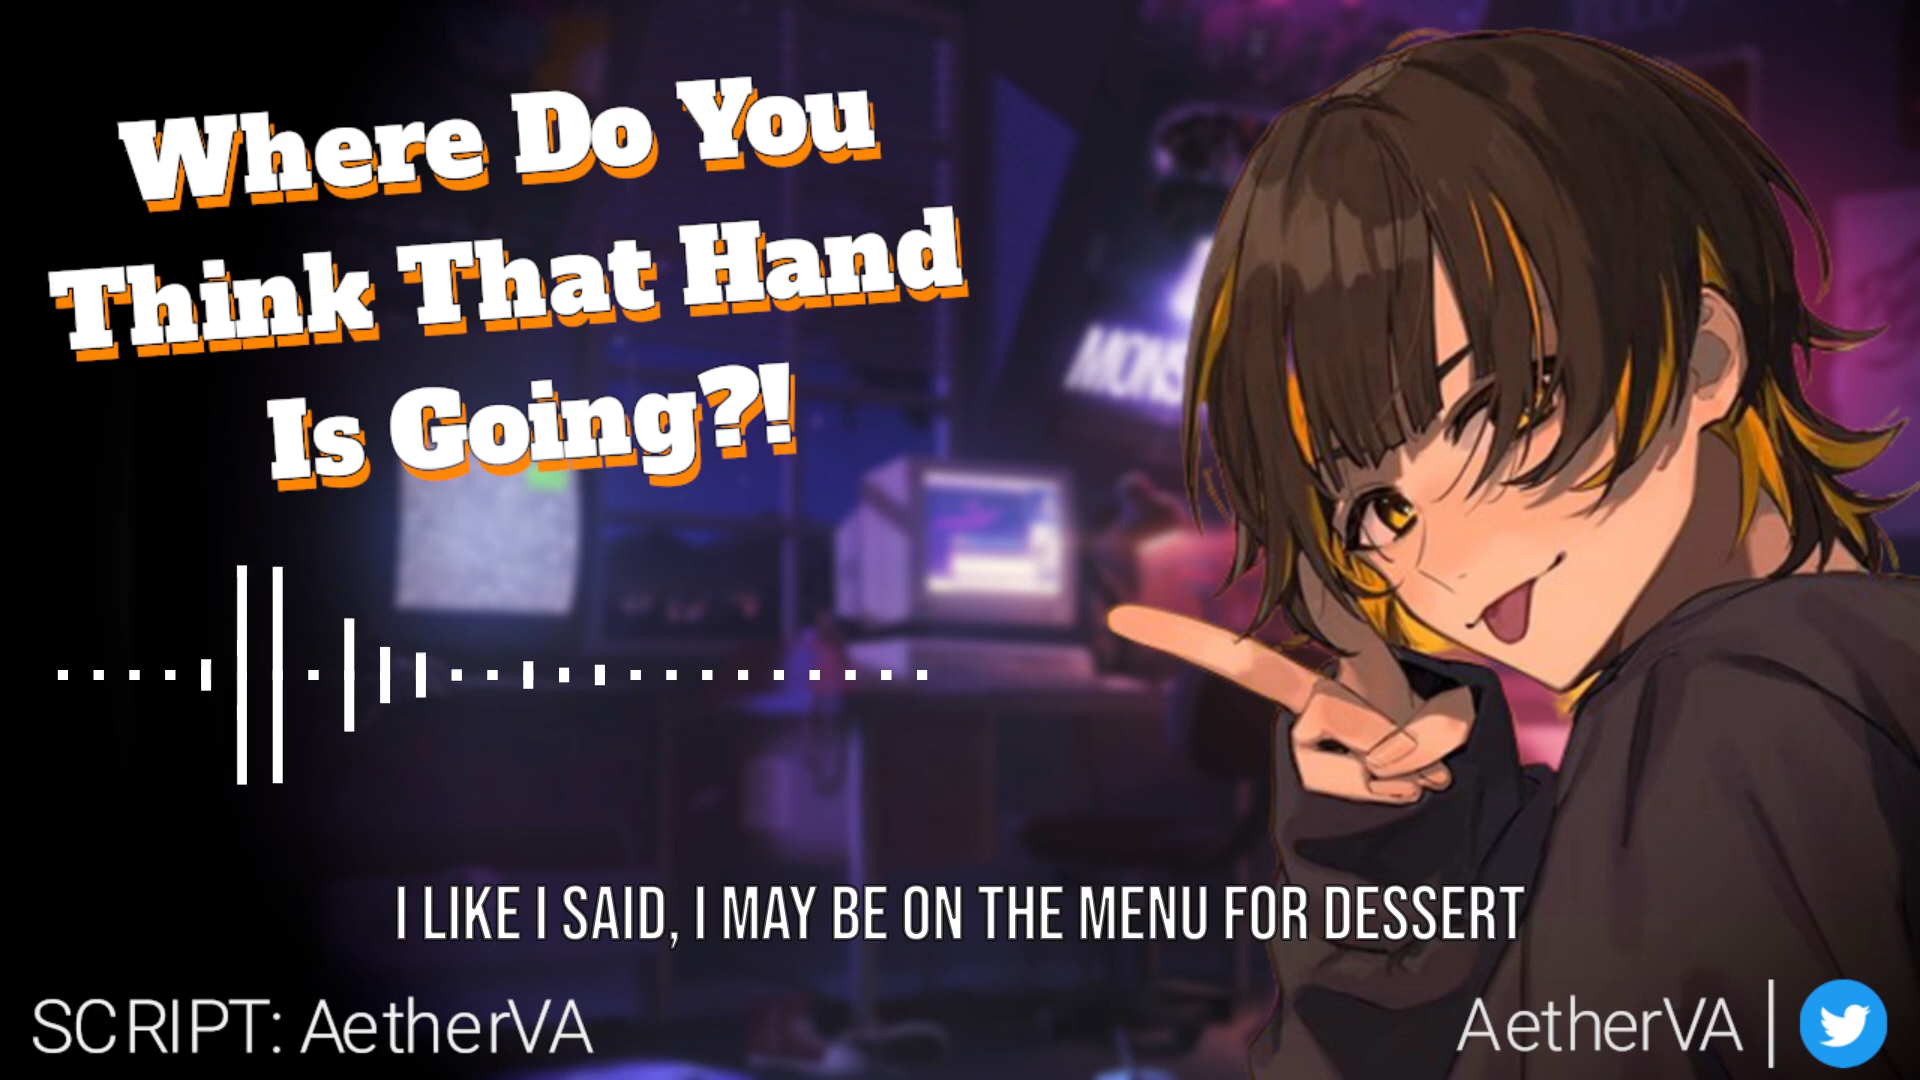 Where Do You
Think That Hand
Is Going?!
I LIKE I SAID, I MAY BE ON THE MENU FOR DESSERT
SCRIPT: AetherVA
AetherVA |